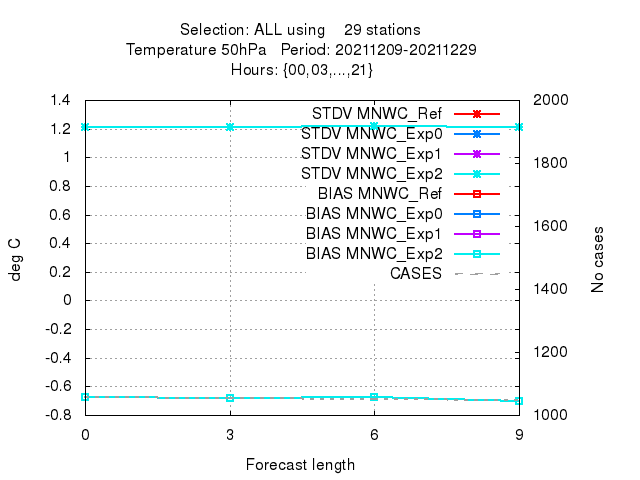 Selection: ALL using 29 stations
Temperature 50hPa Period: 20211209-20211229
Hours: {00,03,...,21}
STDV MNWC_Ref
STDV MNWC_Exp0
STDV MNWC_Exp1
STDV MNWC_Exp2
BIAS MNWC_Ref
BIAS MNWC_Exp0
BIAS MNWC_Exp1
BIAS MNWC_Exp2
CASES
1.4
1.2
1
0.8
0.6
0.4
0.2
0
-0.2
-0.4
-0.6
-0.8
deg C
2000
1800
1600
1400
1200
1000
No cases
0 3 6 9
Forecast length